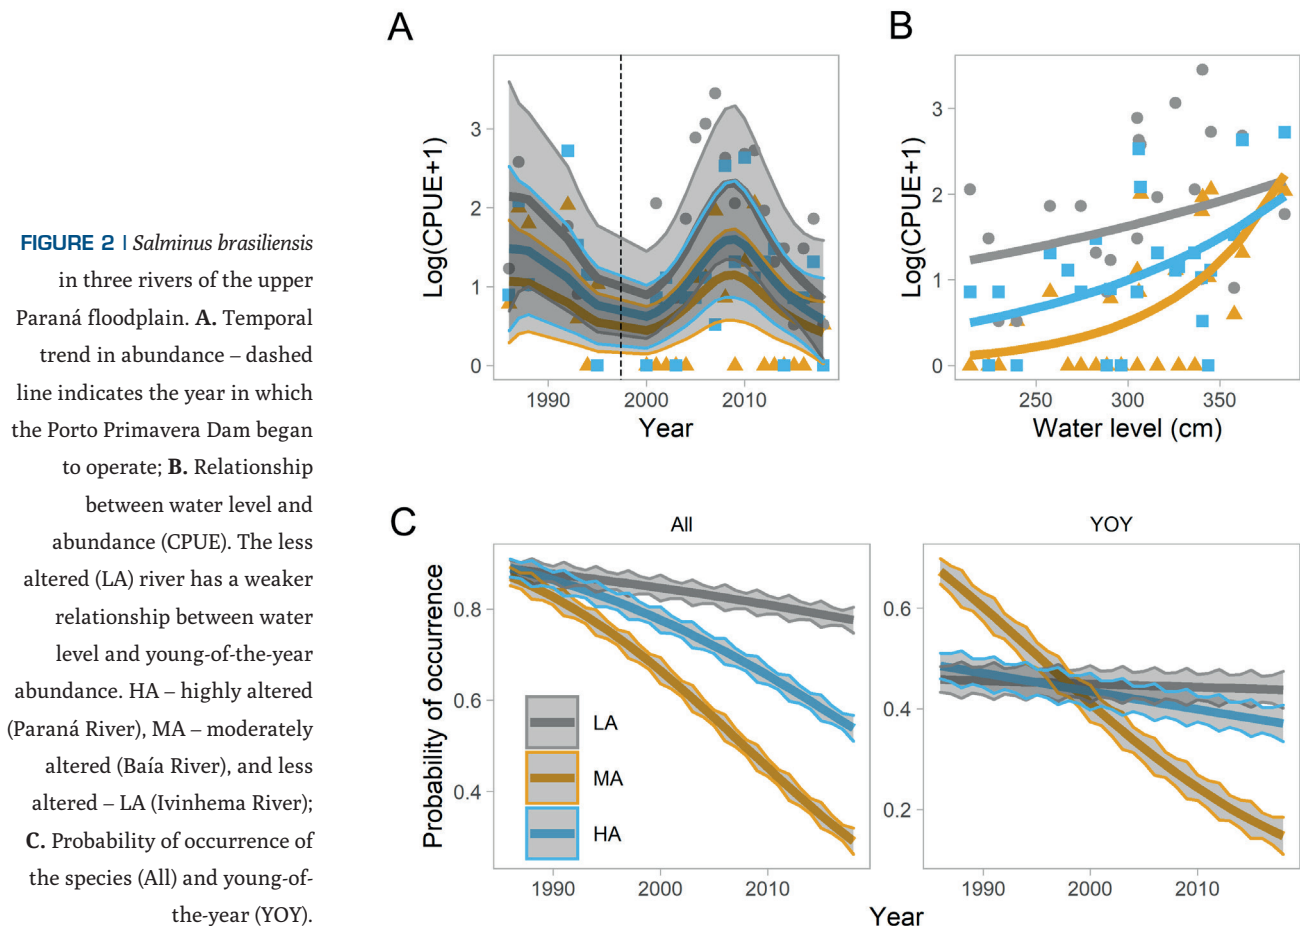 FIGURE 2 | Salminus brasiliensis
in three rivers of the upper
Paraná floodplain. A. Temporal
trend in abundance – dashed
line indicates the year in which
the Porto Primavera Dam began
to operate; B. Relationship
between water level and
abundance (CPUE). The less
altered (LA) river has a weaker
relationship between water
level and young-of-the-year
abundance. HA – highly altered
(Paraná River), MA – moderately
altered (Baía River), and less
altered – LA (Ivinhema River);
C. Probability of occurrence of
the species (All) and young-of-
the-year (YOY).
A
Log(CPUE+1)
3
2
1
0
1990 2000 2010
Year
B
Log(CPUE+1)
3
2
1
0
250 300 350
Water level (cm)
C
All
Probability of occurrence
0.8
0.6
0.4
LA
MA
HA
1990 2000 2010
YOY
0.6
0.4
0.2
1990 2000 2010
Year